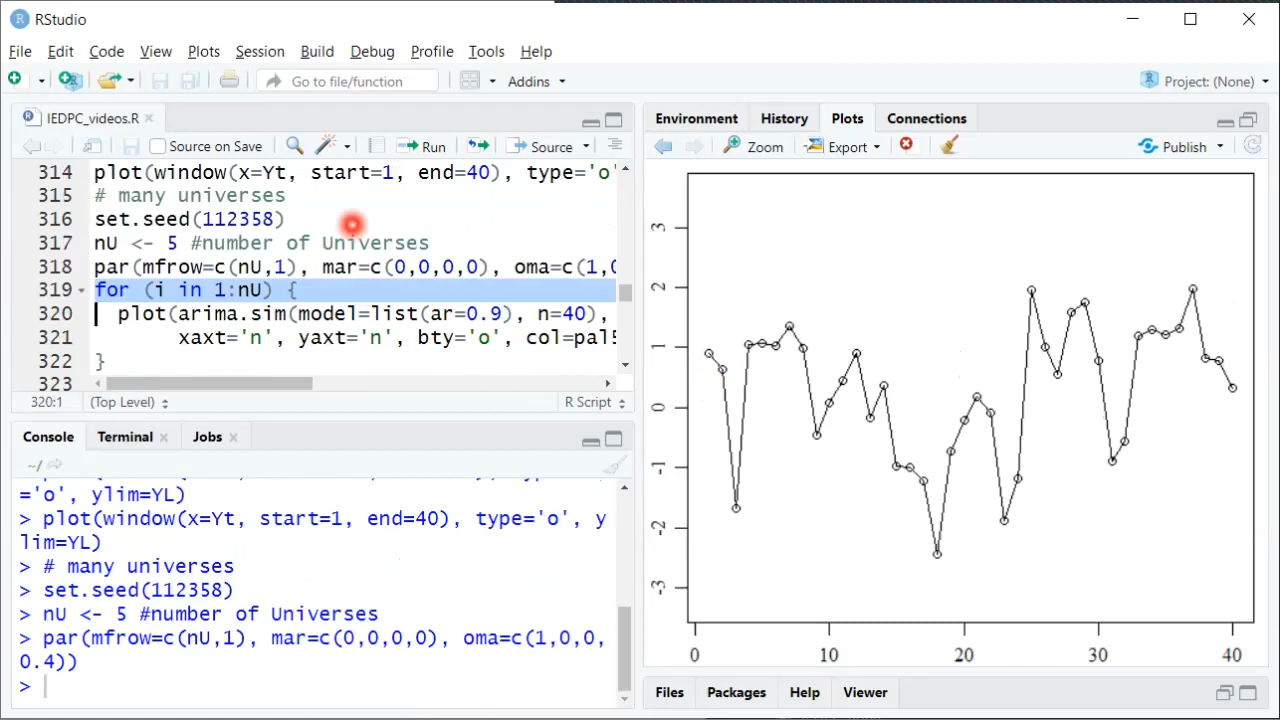 RStudio
File Edit Code View Plots Session Build Debug Profile Tools Help
Go to file/function Addins Project: (None)
IEDPC_videos.R
Source on Save Run Source
314 plot(window(x=Yt, start=1, end=40), type='o'
315 # many universes
316 set.seed(112358)
317 nU <- 5 #number of Universes
318 par(mfrow=c(nU,1), mar=c(0,0,0,0), oma=c(1,0
319 for (i in 1:nU) {
320 plot(arima.sim(model=list(ar=0.9), n=40),
321 xaxt='n', yaxt='n', bty='o', col=pal5
322 }
323
320:1 (Top Level) R Script
Console Terminal Jobs
~/
='o', ylim=YL)
> plot(window(x=Yt, start=1, end=40), type='o', y
lim=YL)
> # many universes
> set.seed(112358)
> nU <- 5 #number of Universes
> par(mfrow=c(nU,1), mar=c(0,0,0,0), oma=c(1,0,0,
0.4))
>
Environment History Plots Connections
Zoom Export Publish
3
2
1
0
-1
-2
-3
0 10 20 30 40
Files Packages Help Viewer